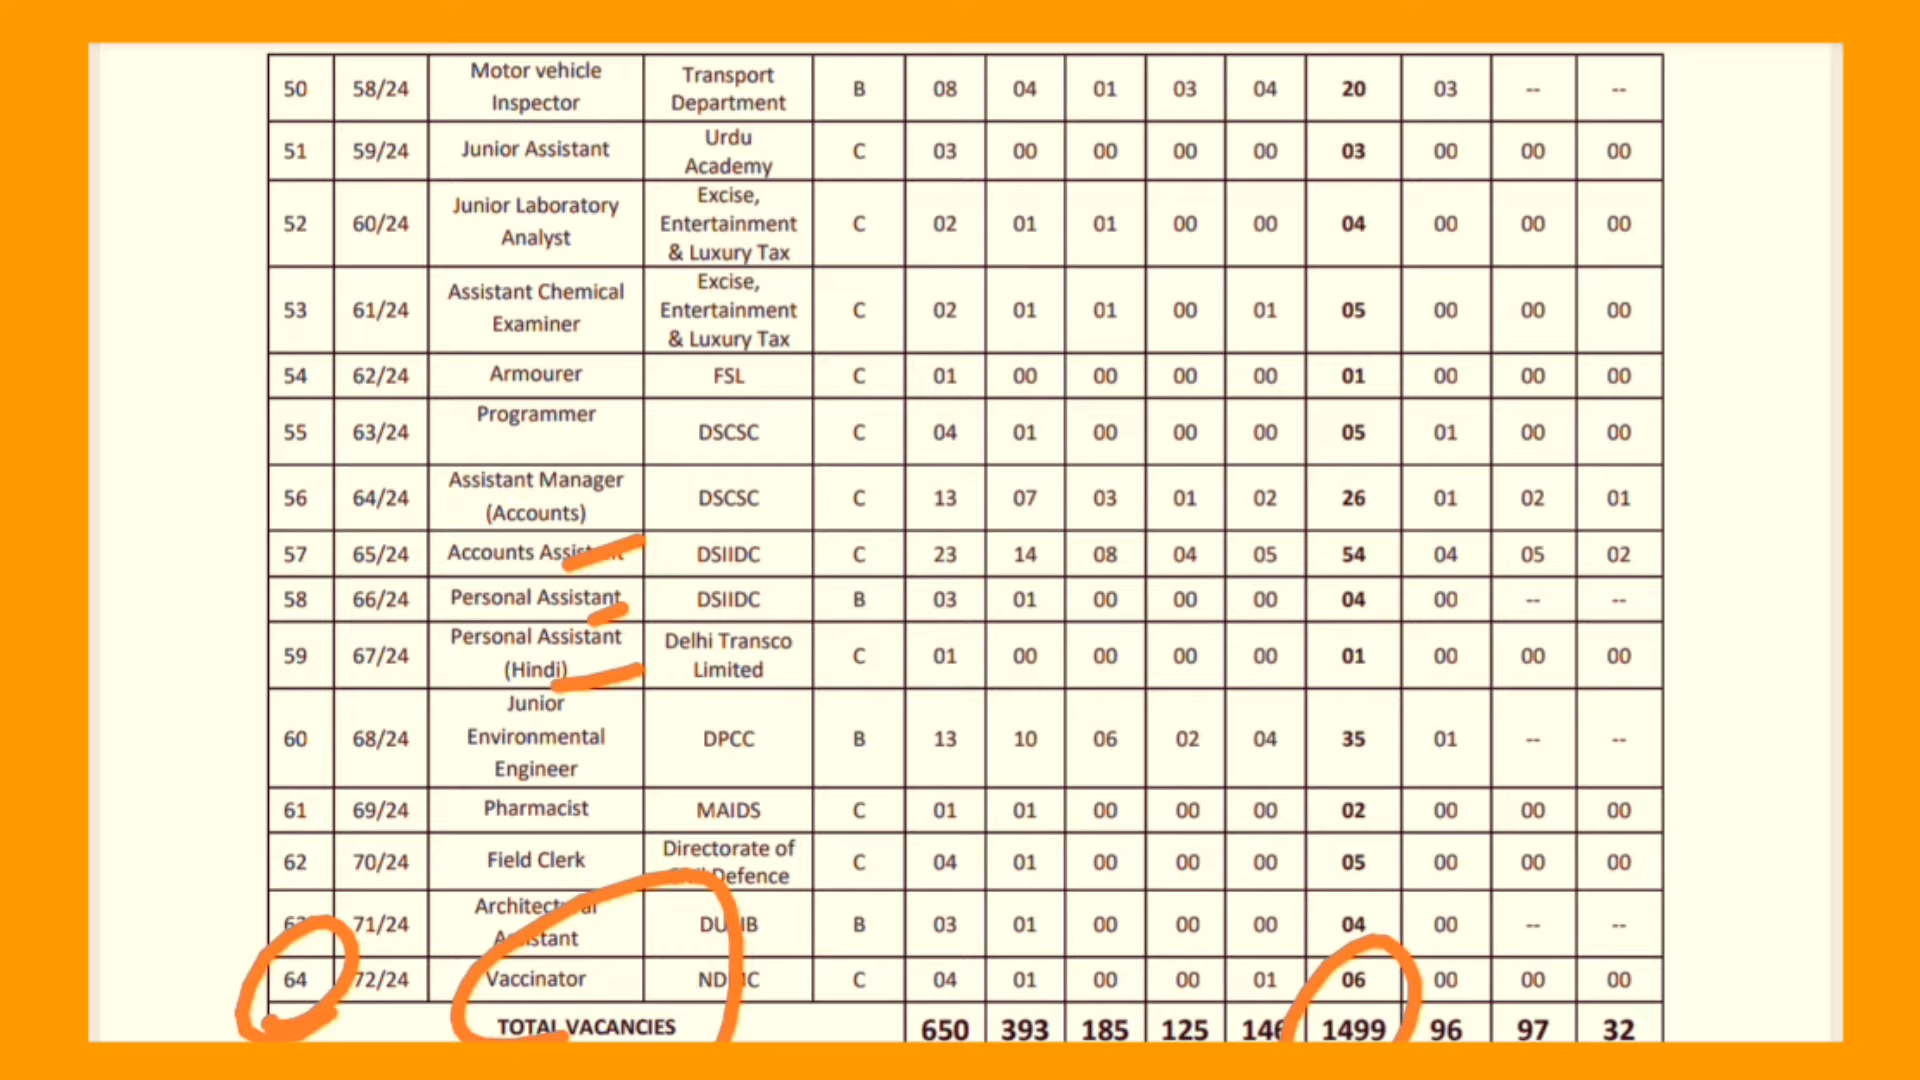 50 58/24 Motor vehicle Inspector Transport Department B 08 04 01 03 04 20 03 -- --
51 59/24 Junior Assistant Urdu Academy C 03 00 00 00 00 03 00 00 00
52 60/24 Junior Laboratory Analyst Excise, Entertainment & Luxury Tax C 02 01 01 00 00 04 00 00 00
53 61/24 Assistant Chemical Examiner Excise, Entertainment & Luxury Tax C 02 01 01 00 01 05 00 00 00
54 62/24 Armourer FSL C 01 00 00 00 00 01 00 00 00
55 63/24 Programmer DSCSC C 04 01 00 00 00 05 01 00 00
56 64/24 Assistant Manager (Accounts) DSCSC C 13 07 03 01 02 26 01 02 01
57 65/24 Accounts Assistant DSIIDC C 23 14 08 04 05 54 04 05 02
58 66/24 Personal Assistant DSIIDC B 03 01 00 00 00 04 00 -- --
59 67/24 Personal Assistant (Hindi) Delhi Transco Limited C 01 00 00 00 00 01 00 00 00
60 68/24 Junior Environmental Engineer DPCC B 13 10 06 02 04 35 01 -- --
61 69/24 Pharmacist MAIDS C 01 01 00 00 00 02 00 00 00
62 70/24 Field Clerk Directorate of Defence C 04 01 00 00 00 05 00 00 00
63 71/24 Architectural Assistant B 03 01 00 00 00 04 00 -- --
64 72/24 Vaccinator C 04 01 00 00 01 06 00 00 00
TOTAL VACANCIES 650 393 185 125 146 1499 96 97 32